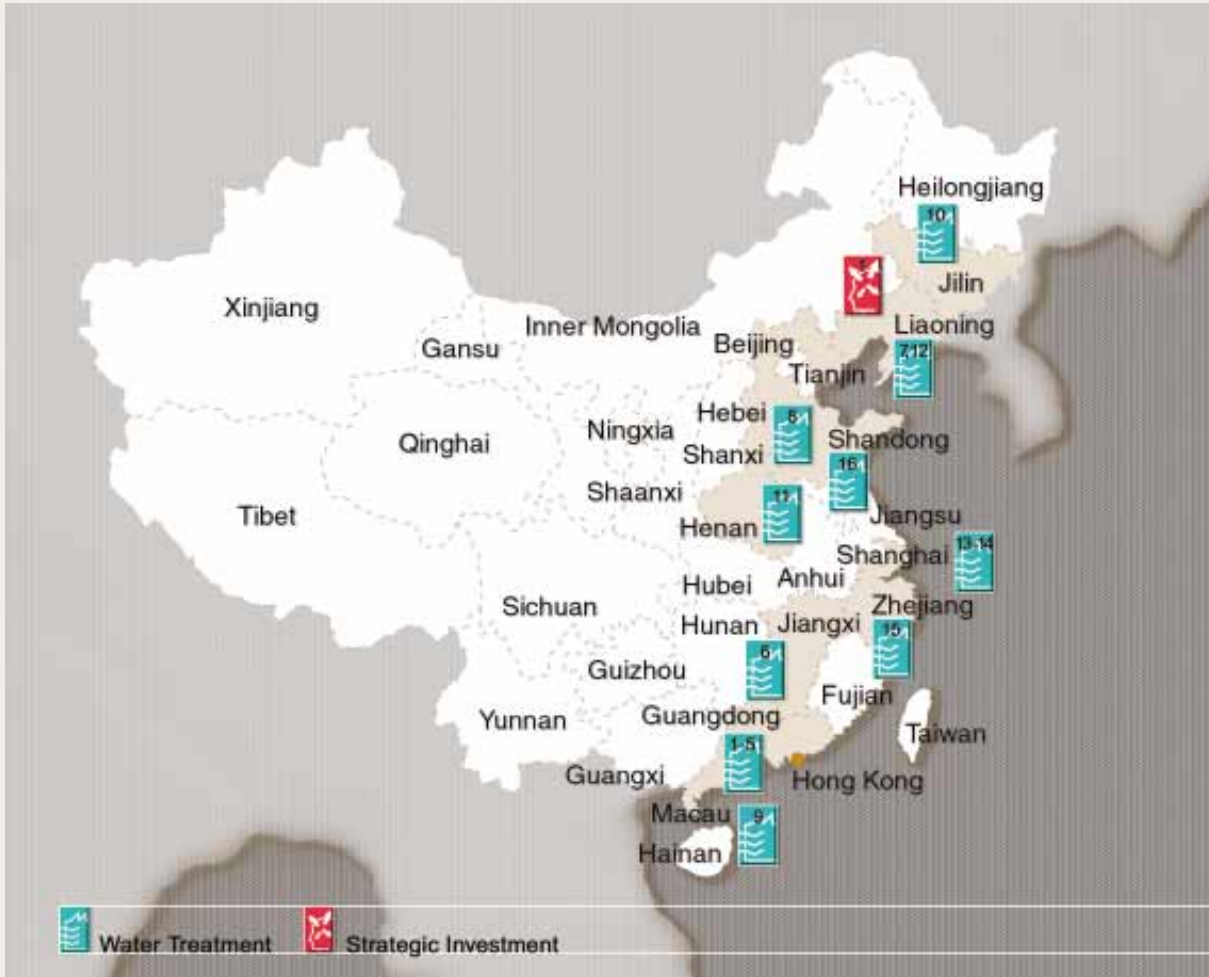 Heilongjiang
10
1
Jilin
Xinjiang
Inner Mongolia
Liaoning
Gansu
Beijing
7,12
Tianjin
Hebei
8
Ningxia
Shandong
Qinghai
Shanxi
16
Shaanxi
11
Tibet
Jiangsu
Henan
13-14
Shanghai
Anhui
Hubei
Sichuan
Zhejiang
Hunan
Jiangxi
15
6
Guizhou
Fujian
Guangdong
Yunnan
Taiwan
1-5
Guangxi
Hong Kong
Macau
9
Hainan
Water Treatment
Strategic Investment